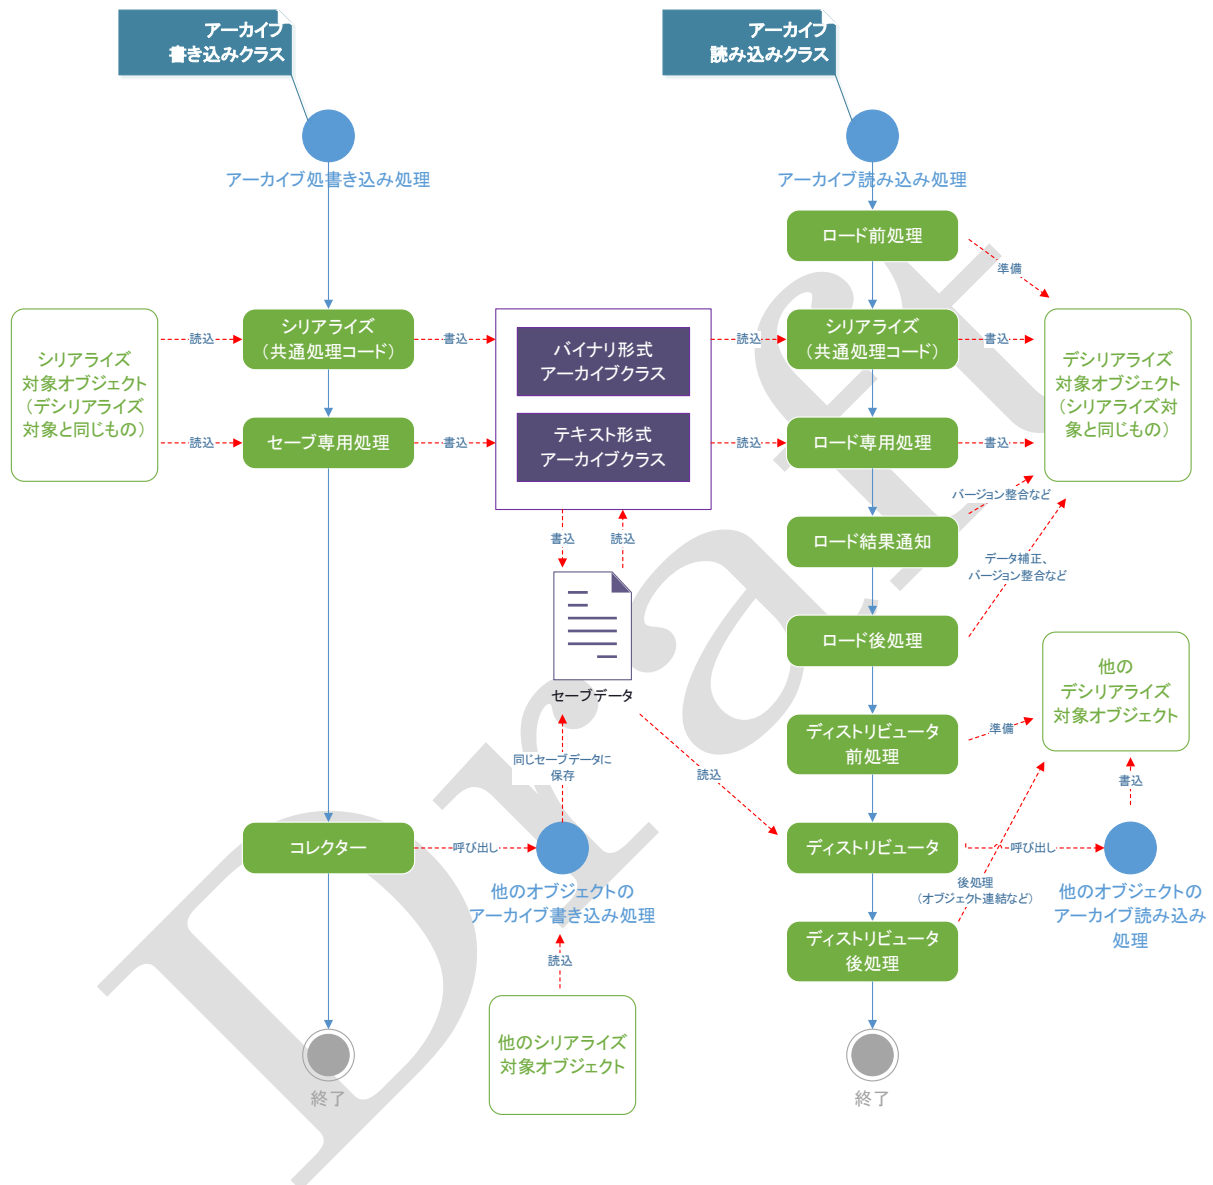 アーカイブ
書き込みクラス
アーカイブ
読み込みクラス
アーカイブ処書き込み処理
アーカイブ読み込み処理
ロード前処理
準備
シリアライズ
対象オブジェクト
（デシリアライズ
対象と同じもの）
読込
シリアライズ
（共通処理コード）
書込
バイナリ形式
アーカイブクラス
読込
シリアライズ
（共通処理コード）
書込
デシリアライズ
対象オブジェクト
（シリアライズ対
象と同じもの）
読込
セーブ専用処理
書込
テキスト形式
アーカイブクラス
読込
ロード専用処理
書込
バージョン整合など
書込
読込
ロード結果通知
データ補正、
バージョン整合など
ロード後処理
セーブデータ
他の
デシリアライズ
対象オブジェクト
ディストリビュータ
前処理
準備
同じセーブデータに
保存
読込
書込
コレクター
呼び出し
ディストリビュータ
呼び出し
他のオブジェクトの
アーカイブ書き込み処理
後処理
（オブジェクト連結など）
他のオブジェクトの
アーカイブ読み込み
処理
ディストリビュータ
後処理
読込
他のシリアライズ
対象オブジェクト
終了
終了
Draft